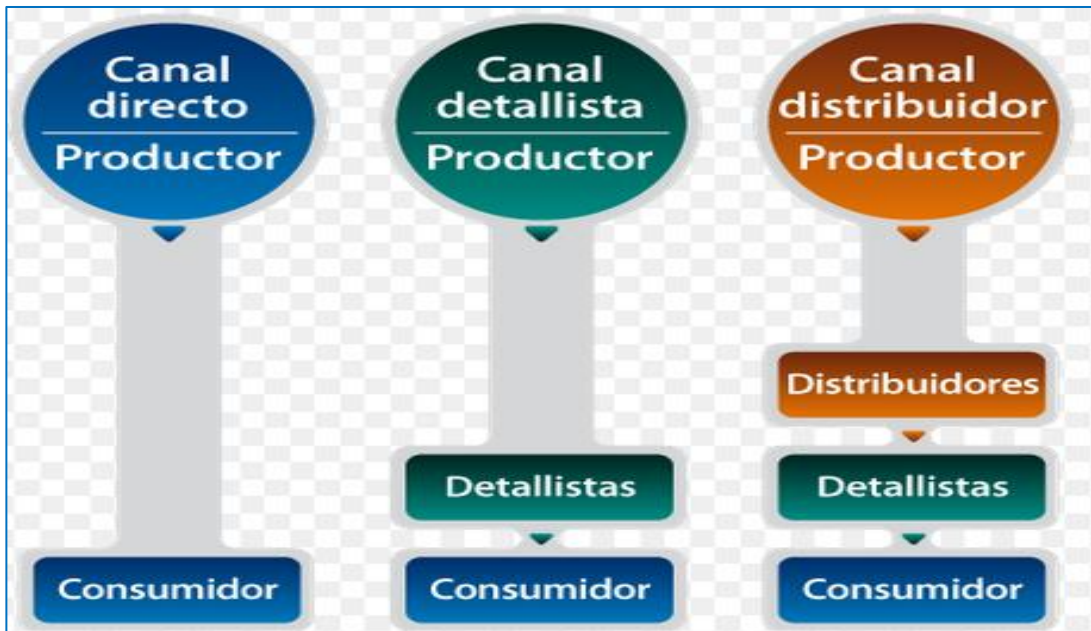 Canal
directo
Productor
Consumidor
Canal
detallista
Productor
Detallistas
Consumidor
Canal
distribuidor
Productor
Distribuidores
Detallistas
Consumidor